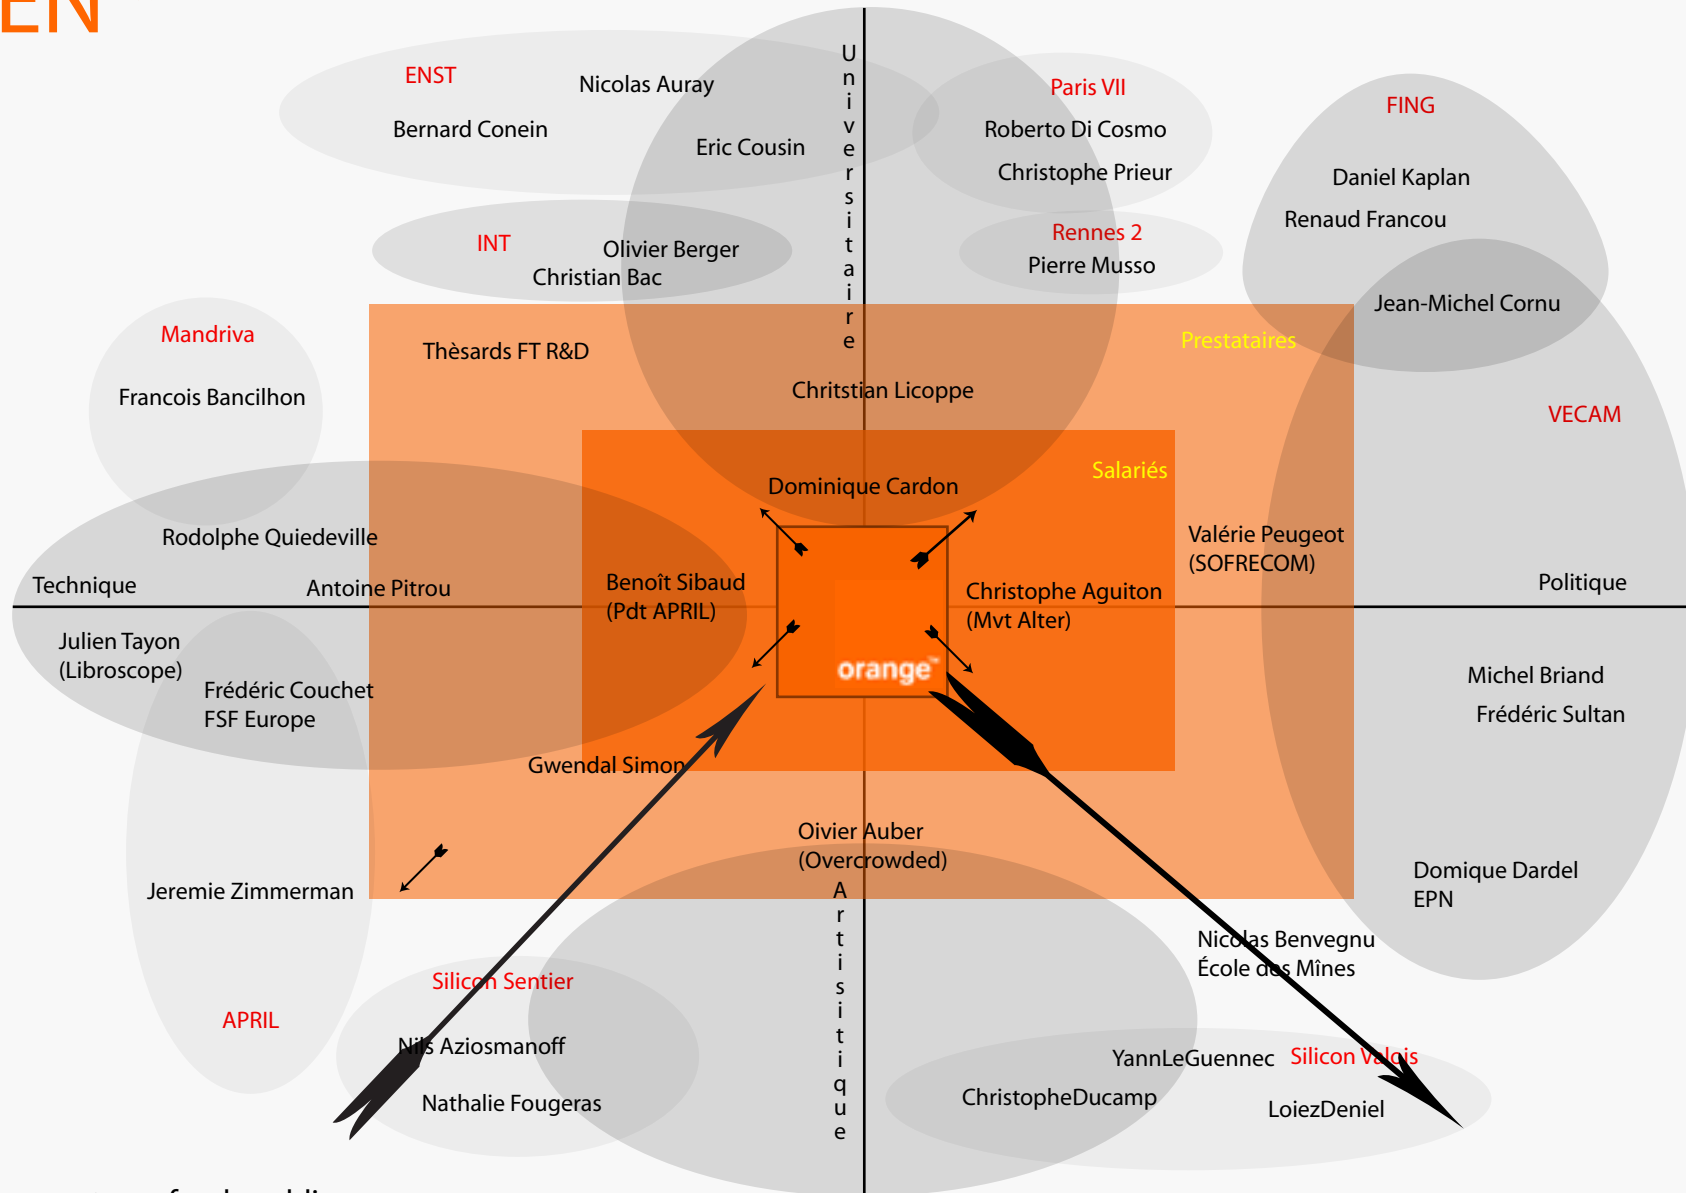 EN
ENST
Nicolas Auray
Bernard Conein
Eric Cousin
Universitaire
Paris VII
Roberto Di Cosmo
Christophe Prieur
FING
Daniel Kaplan
Renaud Francou
INT
Olivier Berger
Christian Bac
Rennes 2
Pierre Musso
Jean-Michel Cornu
Mandriva
Francois Bancilhon
Thèsards FT R&D
Prestataires
Chritstian Licoppe
VECAM
Salariés
Dominique Cardon
Rodolphe Quiedeville
Valérie Peugeot
(SOFRECOM)
Technique
Antoine Pitrou
Benoît Sibaud
(Pdt APRIL)
Christophe Aguiton
(Mvt Alter)
Politique
Julien Tayon
(Libroscope)
orange™
Frédéric Couchet
FSF Europe
Michel Briand
Frédéric Sultan
Gwendal Simon
Oivier Auber
(Overcrowded)
Artisitique
Jeremie Zimmerman
Domique Dardel
EPN
Nicolas Benvegnu
École des Mînes
Silicon Sentier
APRIL
Nils Aziosmanoff
Nathalie Fougeras
YannLeGuennec
Silicon Valois
ChristopheDucamp
LoiezDeniel